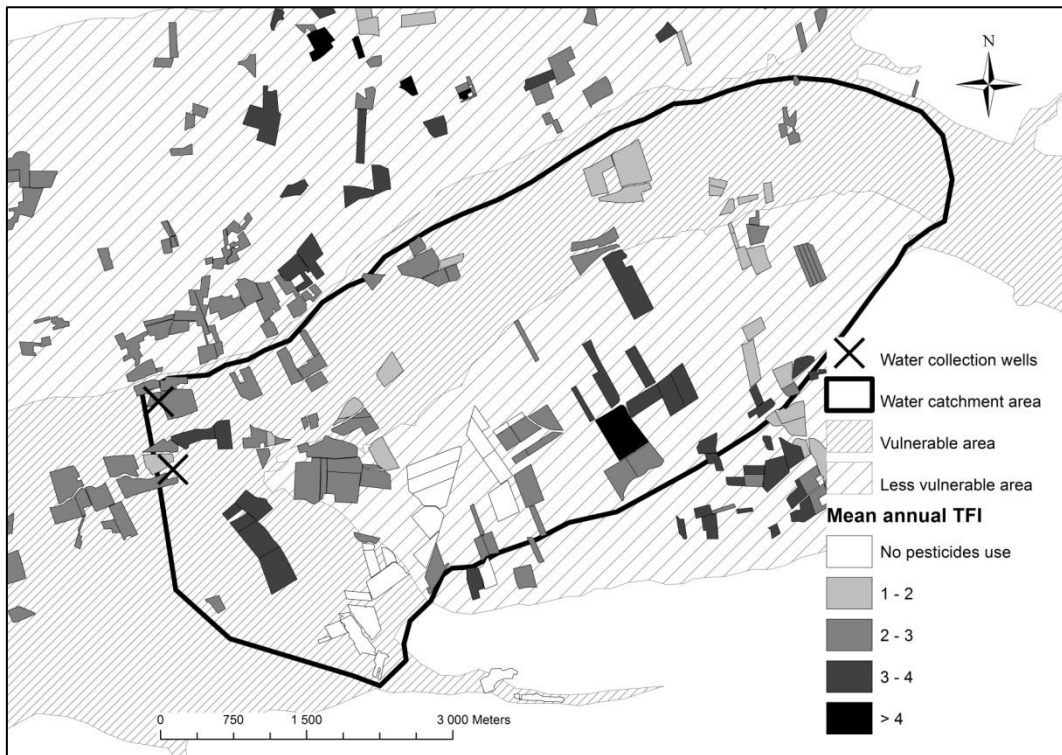 N
Water collection wells
Water catchment area
Vulnerable area
Less vulnerable area
Mean annual TFI
No pesticides use
1 - 2
2 - 3
3 - 4
> 4
0 750 1 500 3 000 Meters